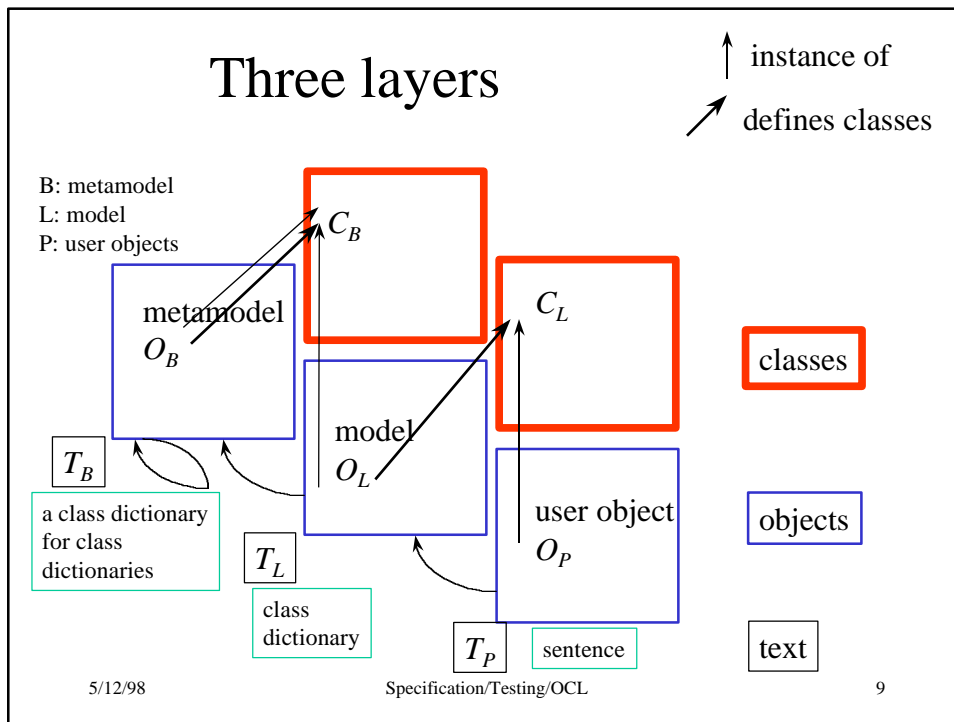 Three layers
instance of
defines classes
B: metamodel
L: model
P: user objects
C_B
metamodel
O_B
C_L
classes
model
O_L
T_B
a class dictionary
for class
dictionaries
user object
O_P
objects
T_L
class
dictionary
T_P
sentence
text
5/12/98
Specification/Testing/OCL
9